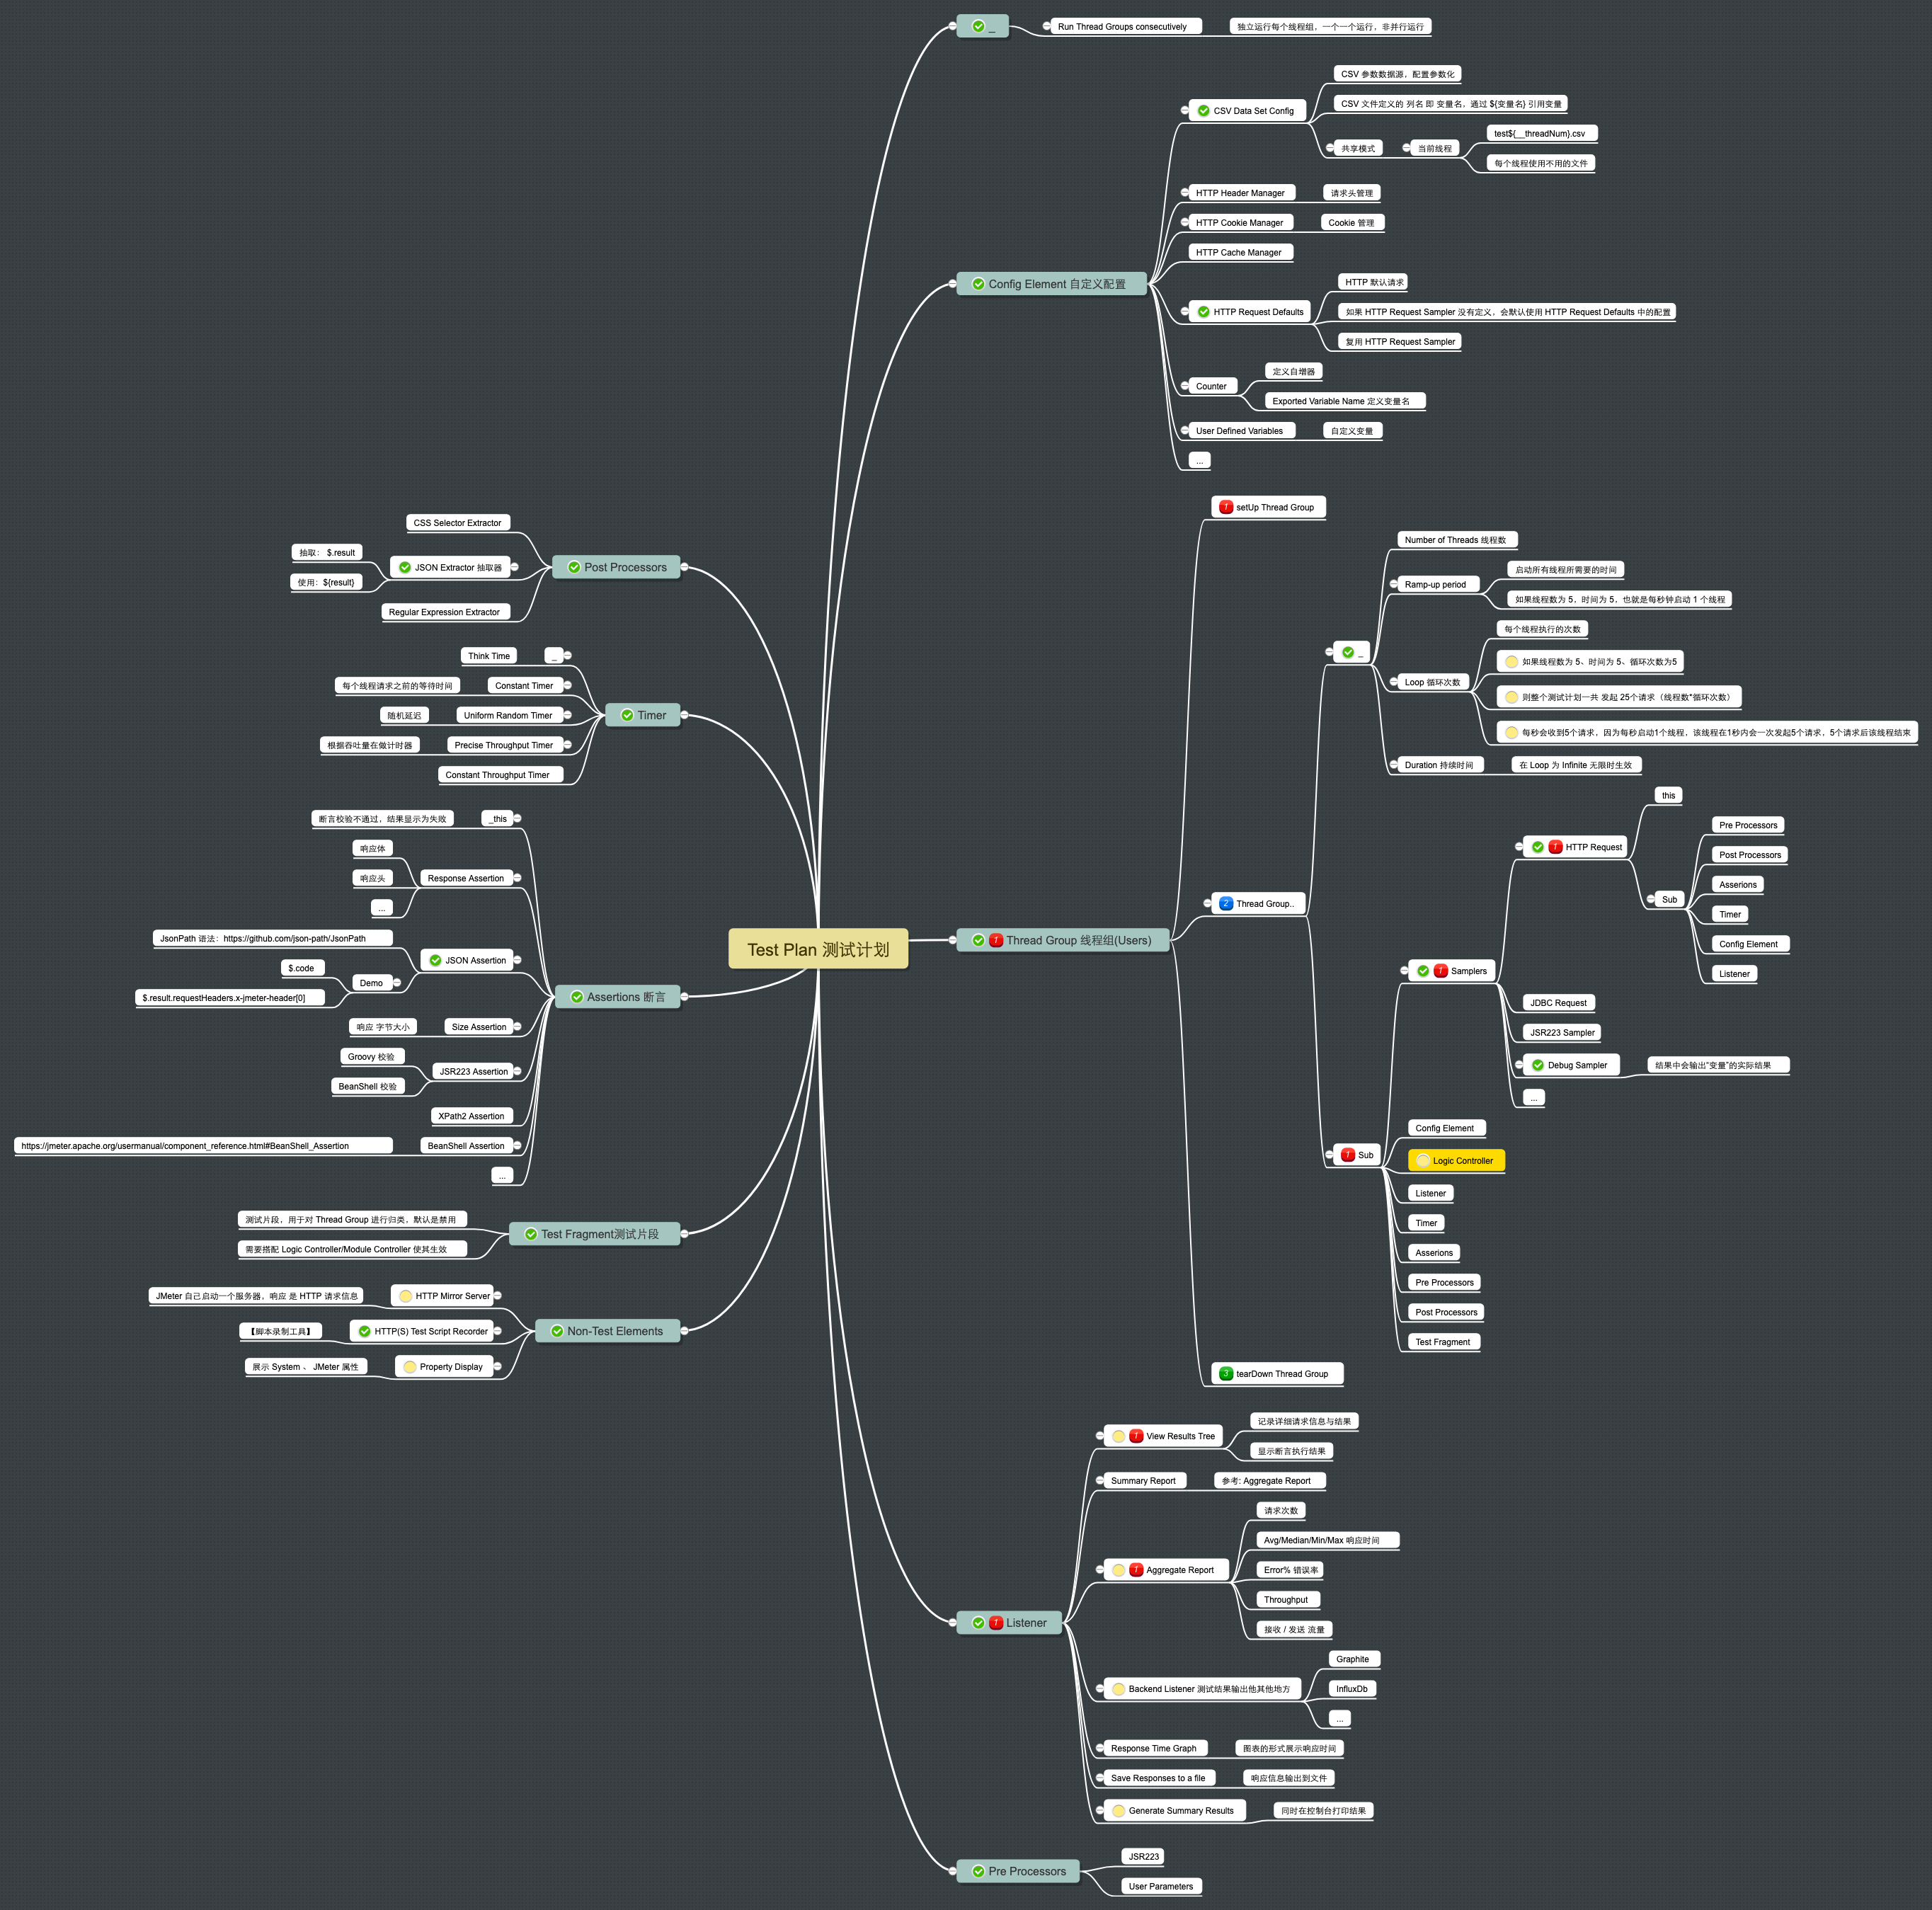 Test Plan 测试计划
_
Run Thread Groups consecutively
独立运行每个线程组，一个一个运行，非并行运行
Config Element 自定义配置
CSV Data Set Config
CSV 参数数据源，配置参数化
CSV 文件定义的 列名 即 变量名，通过 ${变量名} 引用变量
共享模式
当前线程
test${__threadNum}.csv
每个线程使用不用的文件
HTTP Header Manager
请求头管理
HTTP Cookie Manager
Cookie 管理
HTTP Cache Manager
HTTP Request Defaults
HTTP 默认请求
如果 HTTP Request Sampler 没有定义，会默认使用 HTTP Request Defaults 中的配置
复用 HTTP Request Sampler
Counter
定义自增器
Exported Variable Name 定义变量名
User Defined Variables
自定义变量
...
Thread Group 线程组(Users)
1 setUp Thread Group
2 Thread Group..
_
Number of Threads 线程数
Ramp-up period
启动所有线程所需要的时间
如果线程数为 5，时间为 5，也就是每秒钟启动 1 个线程
Loop 循环次数
每个线程执行的次数
如果线程数为 5、时间为 5、循环次数为5
则整个测试计划一共 发起 25个请求（线程数*循环次数）
每秒会收到5个请求，因为每秒启动1个线程，该线程在1秒内会一次发起5个请求，5个请求后该线程结束
Duration 持续时间
在 Loop 为 Infinite 无限时生效
1 Sub
1 Samplers
1 HTTP Request
this
Sub
Pre Processors
Post Processors
Asserions
Timer
Config Element
Listener
JDBC Request
JSR223 Sampler
Debug Sampler
结果中会输出“变量”的实际结果
...
Config Element
Logic Controller
Listener
Timer
Asserions
Pre Processors
Post Processors
Test Fragment
3 tearDown Thread Group
1 Listener
1 View Results Tree
记录详细请求信息与结果
显示断言执行结果
Summary Report
参考: Aggregate Report
1 Aggregate Report
请求次数
Avg/Median/Min/Max 响应时间
Error% 错误率
Throughput
接收 / 发送 流量
Backend Listener 测试结果输出他其他地方
Graphite
InfluxDb
...
Response Time Graph
图表的形式展示响应时间
Save Responses to a file
响应信息输出到文件
Generate Summary Results
同时在控制台打印结果
Pre Processors
JSR223
User Parameters
Post Processors
CSS Selector Extractor
JSON Extractor 抽取器
抽取： $.result
使用：${result}
Regular Expression Extractor
Timer
_
Think Time
Constant Timer
每个线程请求之前的等待时间
Uniform Random Timer
随机延迟
Precise Throughput Timer
根据吞吐量在做计时器
Constant Throughput Timer
Assertions 断言
_this
断言校验不通过，结果显示为失败
Response Assertion
响应体
响应头
...
JSON Assertion
JsonPath 语法：https://github.com/json-path/JsonPath
Demo
$.code
$.result.requestHeaders.x-jmeter-header[0]
Size Assertion
响应 字节大小
JSR223 Assertion
Groovy 校验
BeanShell 校验
XPath2 Assertion
BeanShell Assertion
https://jmeter.apache.org/usermanual/component_reference.html#BeanShell_Assertion
...
Test Fragment测试片段
测试片段，用于对 Thread Group 进行归类，默认是禁用
需要搭配 Logic Controller/Module Controller 使其生效
Non-Test Elements
HTTP Mirror Server
JMeter 自己启动一个服务器，响应 是 HTTP 请求信息
HTTP(S) Test Script Recorder
【脚本录制工具】
Property Display
展示 System 、 JMeter 属性